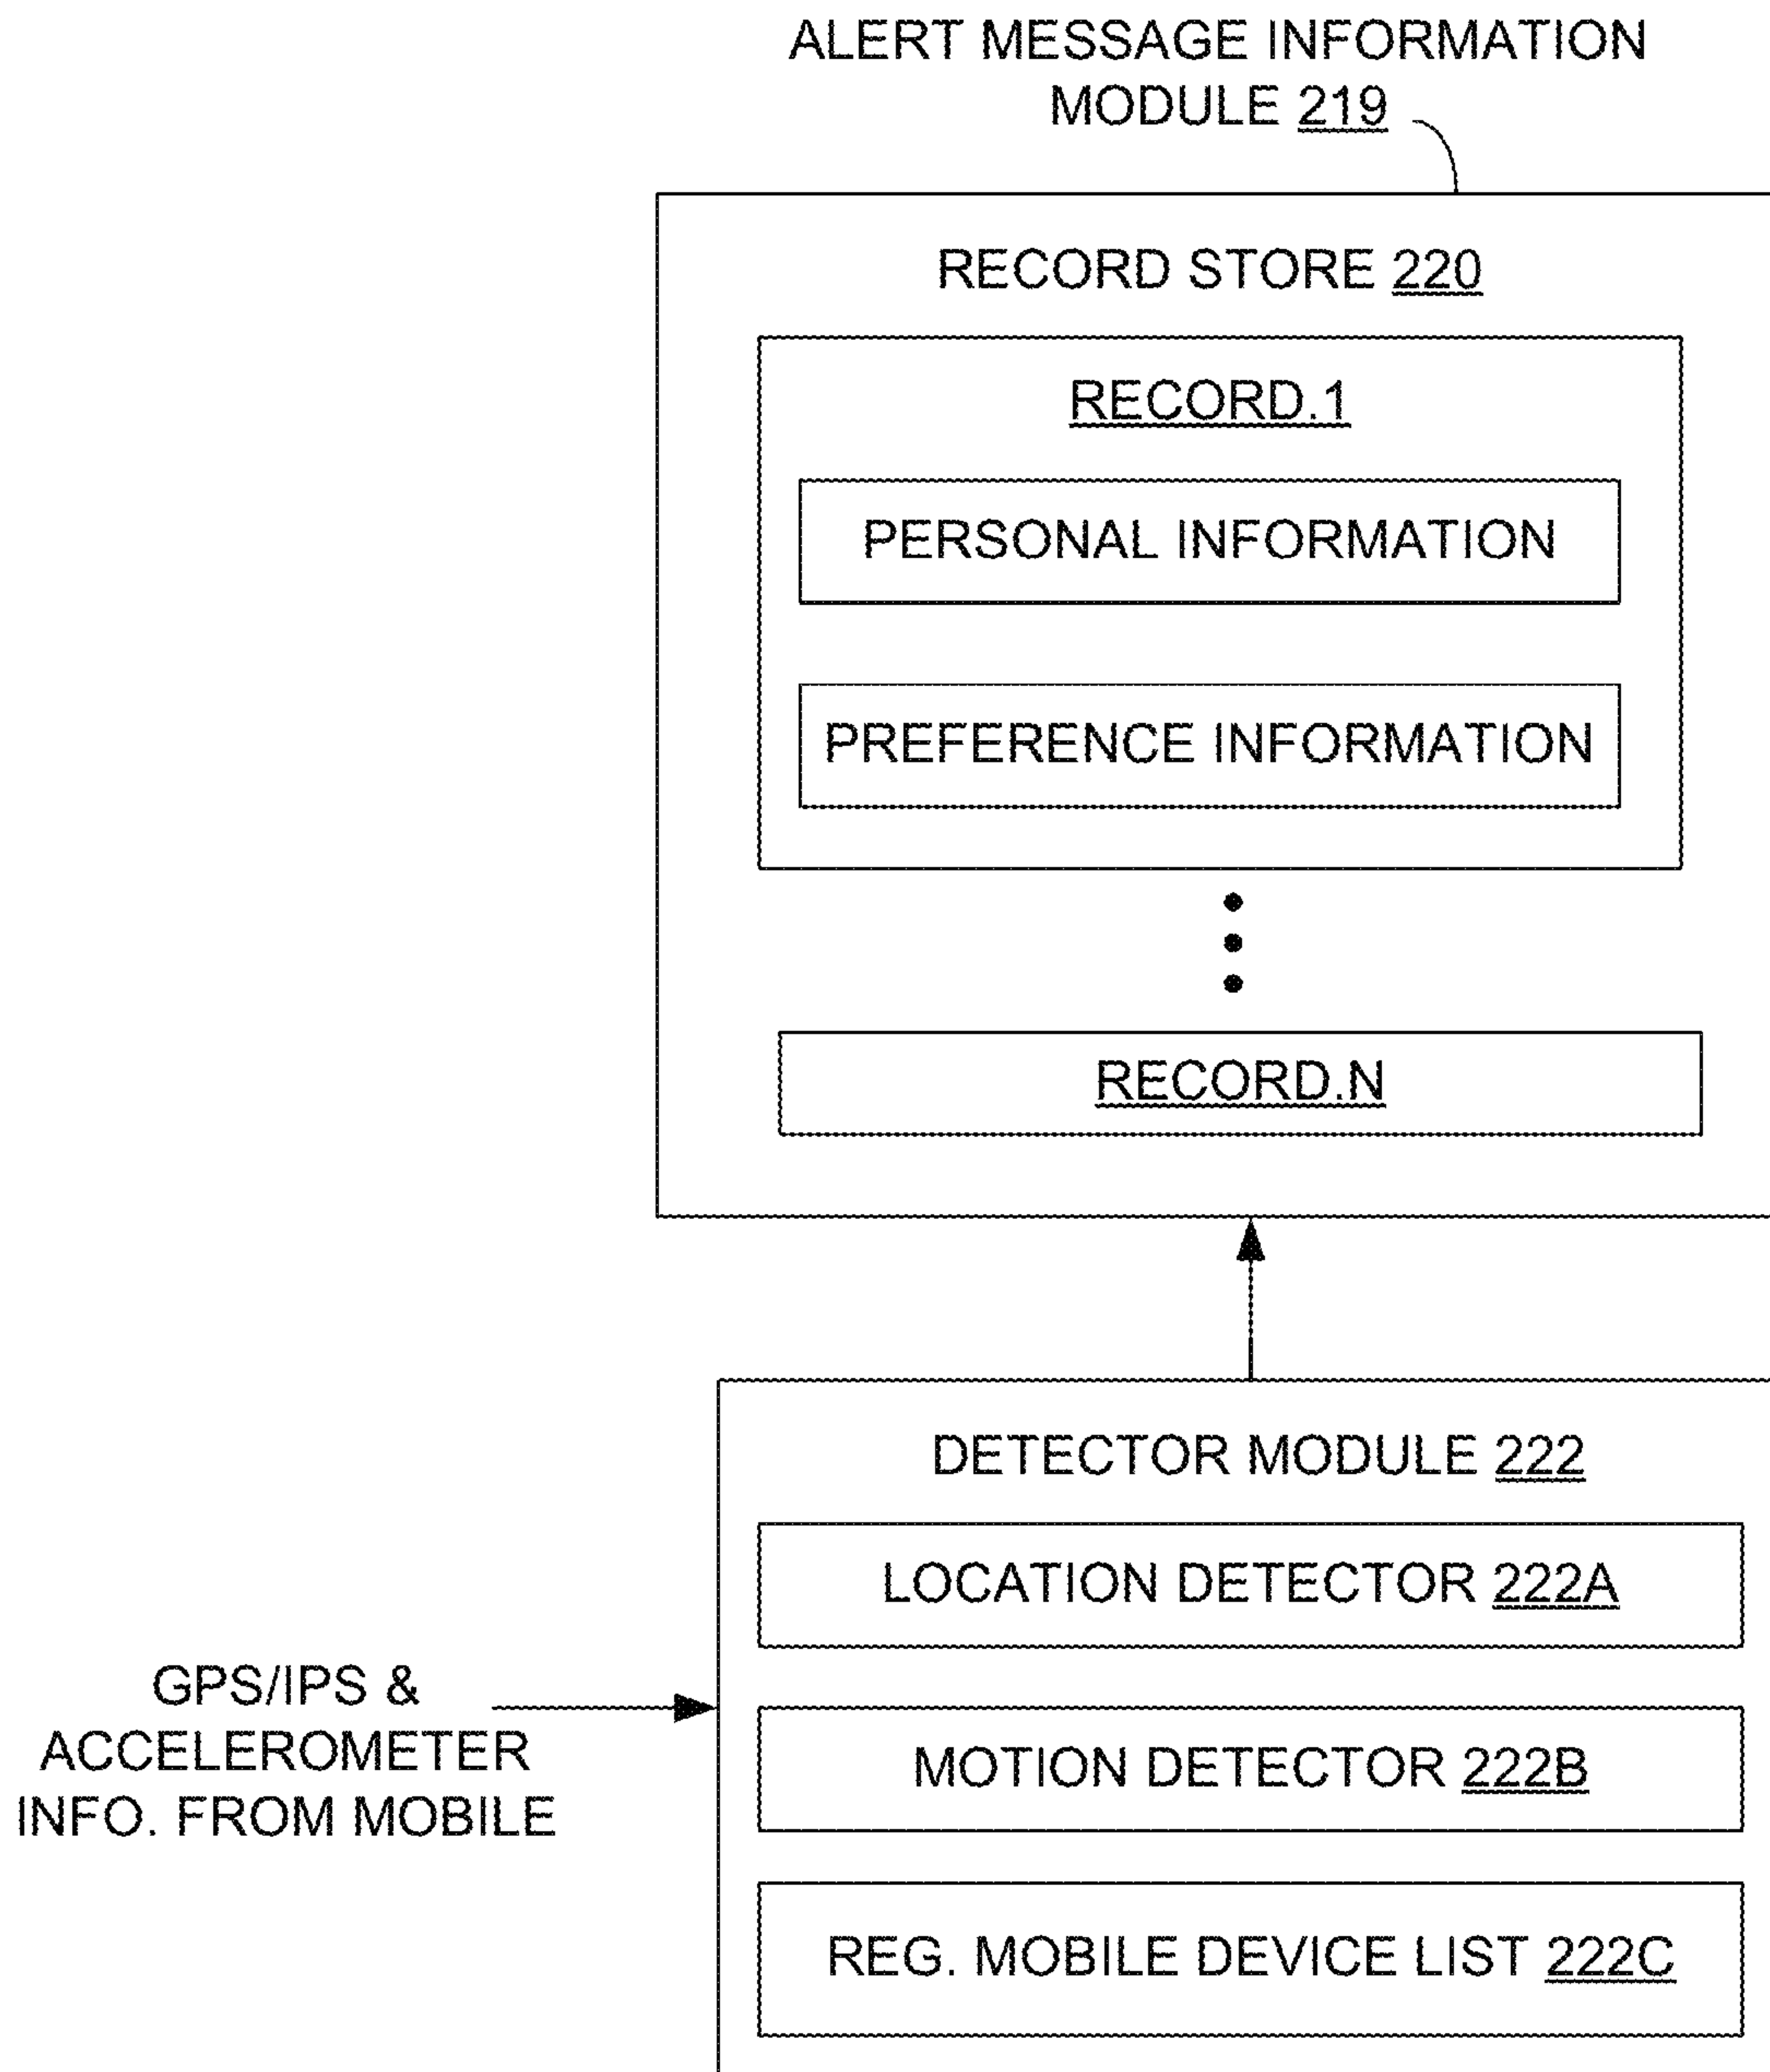 ALERT MESSAGE INFORMATION
MODULE 219
RECORD STORE 220
RECORD.1
PERSONAL INFORMATION
PREFERENCE INFORMATION
RECORD.N
DETECTOR MODULE 222
LOCATION DETECTOR 222A
GPS/IPS &
ACCELEROMETER
INFO. FROM MOBILE
MOTION DETECTOR 222B
REG. MOBILE DEVICE LIST 222C